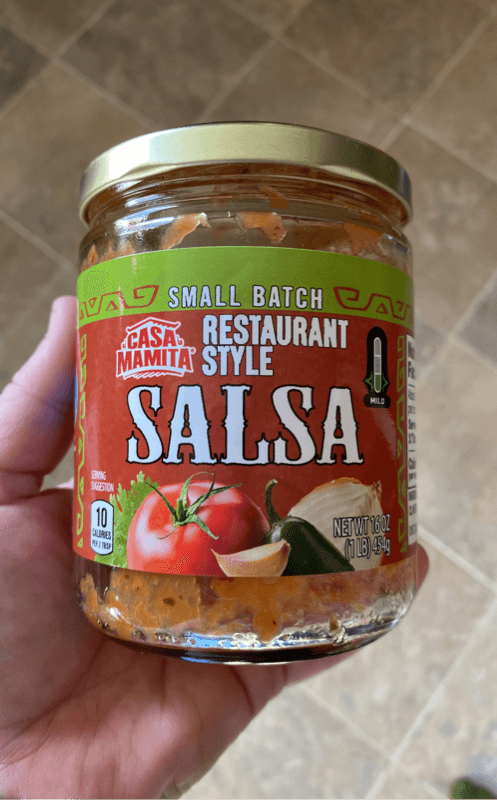 SMALL BATCH
CASA
MAMITA
RESTAURANT
STYLE
MILD
SALSA
SERVING
SUGGESTION
10
CALORIES
PER 2 TBSP
NET WT 16 OZ
(1 LB) 454g